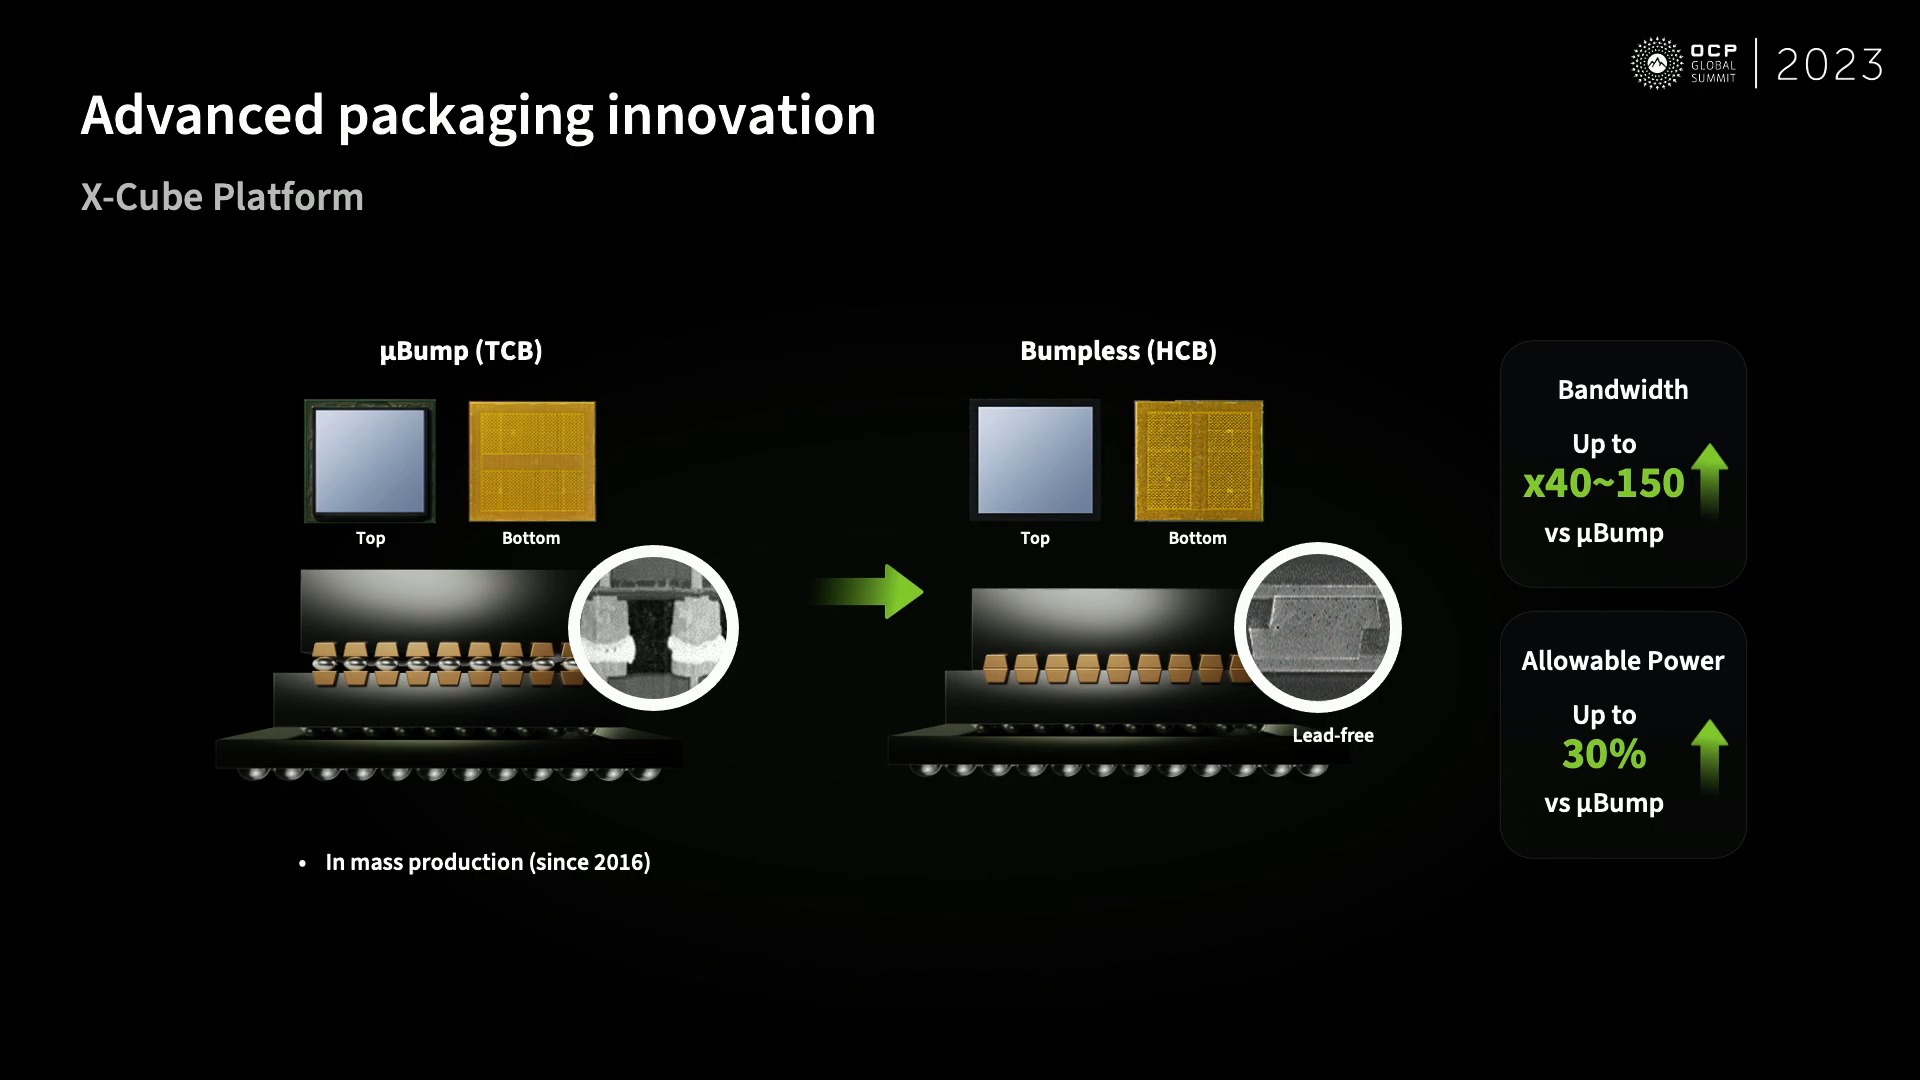 OCP
GLOBAL
SUMMIT
2023
Advanced packaging innovation
X-Cube Platform
µBump (TCB)
Top
Bottom
• In mass production (since 2016)
Bumpless (HCB)
Top
Bottom
Lead-free
Bandwidth
Up to
x40~150
vs µBump
Allowable Power
Up to
30%
vs µBump